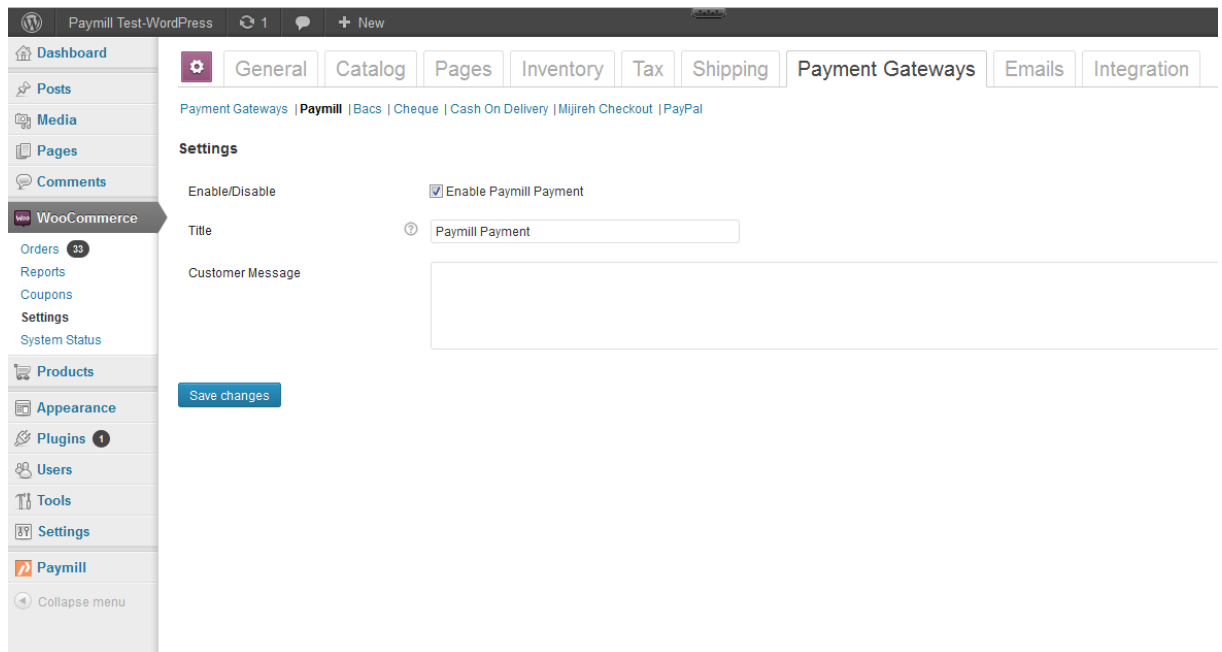 Paymill Test-WordPress 1 New
Dashboard
Posts
Media
Pages
Comments
WOO WooCommerce
Orders 33
Reports
Coupons
Settings
System Status
Products
Appearance
Plugins 1
Users
Tools
Settings
Paymill
Collapse menu
General Catalog Pages Inventory Tax Shipping Payment Gateways Emails Integration
Payment Gateways | Paymill | Bacs | Cheque | Cash On Delivery | Mijireh Checkout | PayPal
Settings
Enable/Disable Enable Paymill Payment
Title ? Paymill Payment
Customer Message
Save changes